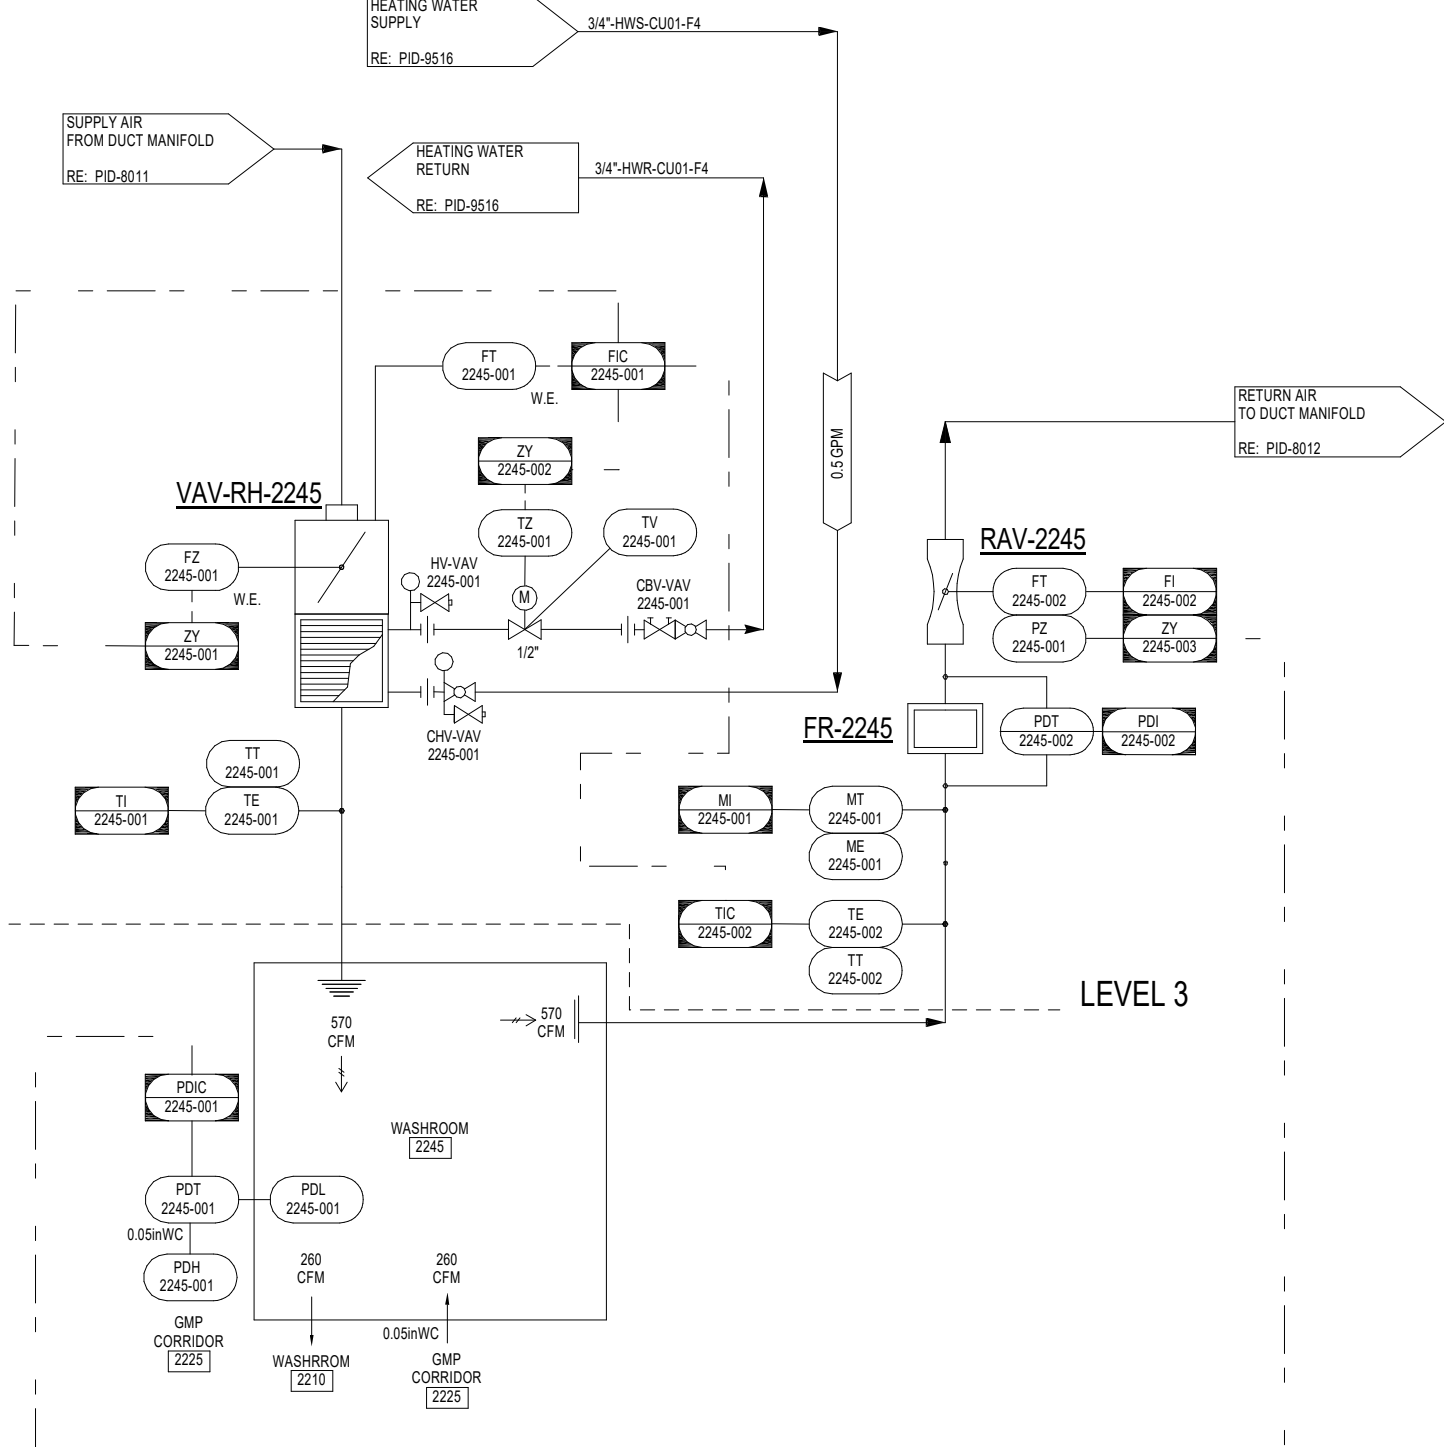 HEATING WATER
SUPPLY
RE: PID-9516
3/4"-HWS-CU01-F4
SUPPLY AIR
FROM DUCT MANIFOLD
RE: PID-8011
HEATING WATER
RETURN
RE: PID-9516
3/4"-HWR-CU01-F4
FT
2245-001
W.E.
FIC
2245-001
ZY
2245-002
0.5 GPM
RETURN AIR
TO DUCT MANIFOLD
RE: PID-8012
VAV-RH-2245
FZ
2245-001
W.E.
ZY
2245-001
TZ
2245-001
TV
2245-001
HV-VAV
2245-001
M
1/2"
CBV-VAV
2245-001
CHV-VAV
2245-001
RAV-2245
FT
2245-002
FI
2245-002
PZ
2245-001
ZY
2245-003
FR-2245
PDT
2245-002
PDI
2245-002
TT
2245-001
TI
2245-001
TE
2245-001
MI
2245-001
MT
2245-001
ME
2245-001
TIC
2245-002
TE
2245-002
TT
2245-002
LEVEL 3
570
CFM
570
CFM
PDIC
2245-001
WASHROOM
2245
PDT
2245-001
PDL
2245-001
0.05inWC
PDH
2245-001
260
CFM
260
CFM
GMP
CORRIDOR
2225
0.05inWC
WASHRROM
2210
GMP
CORRIDOR
2225